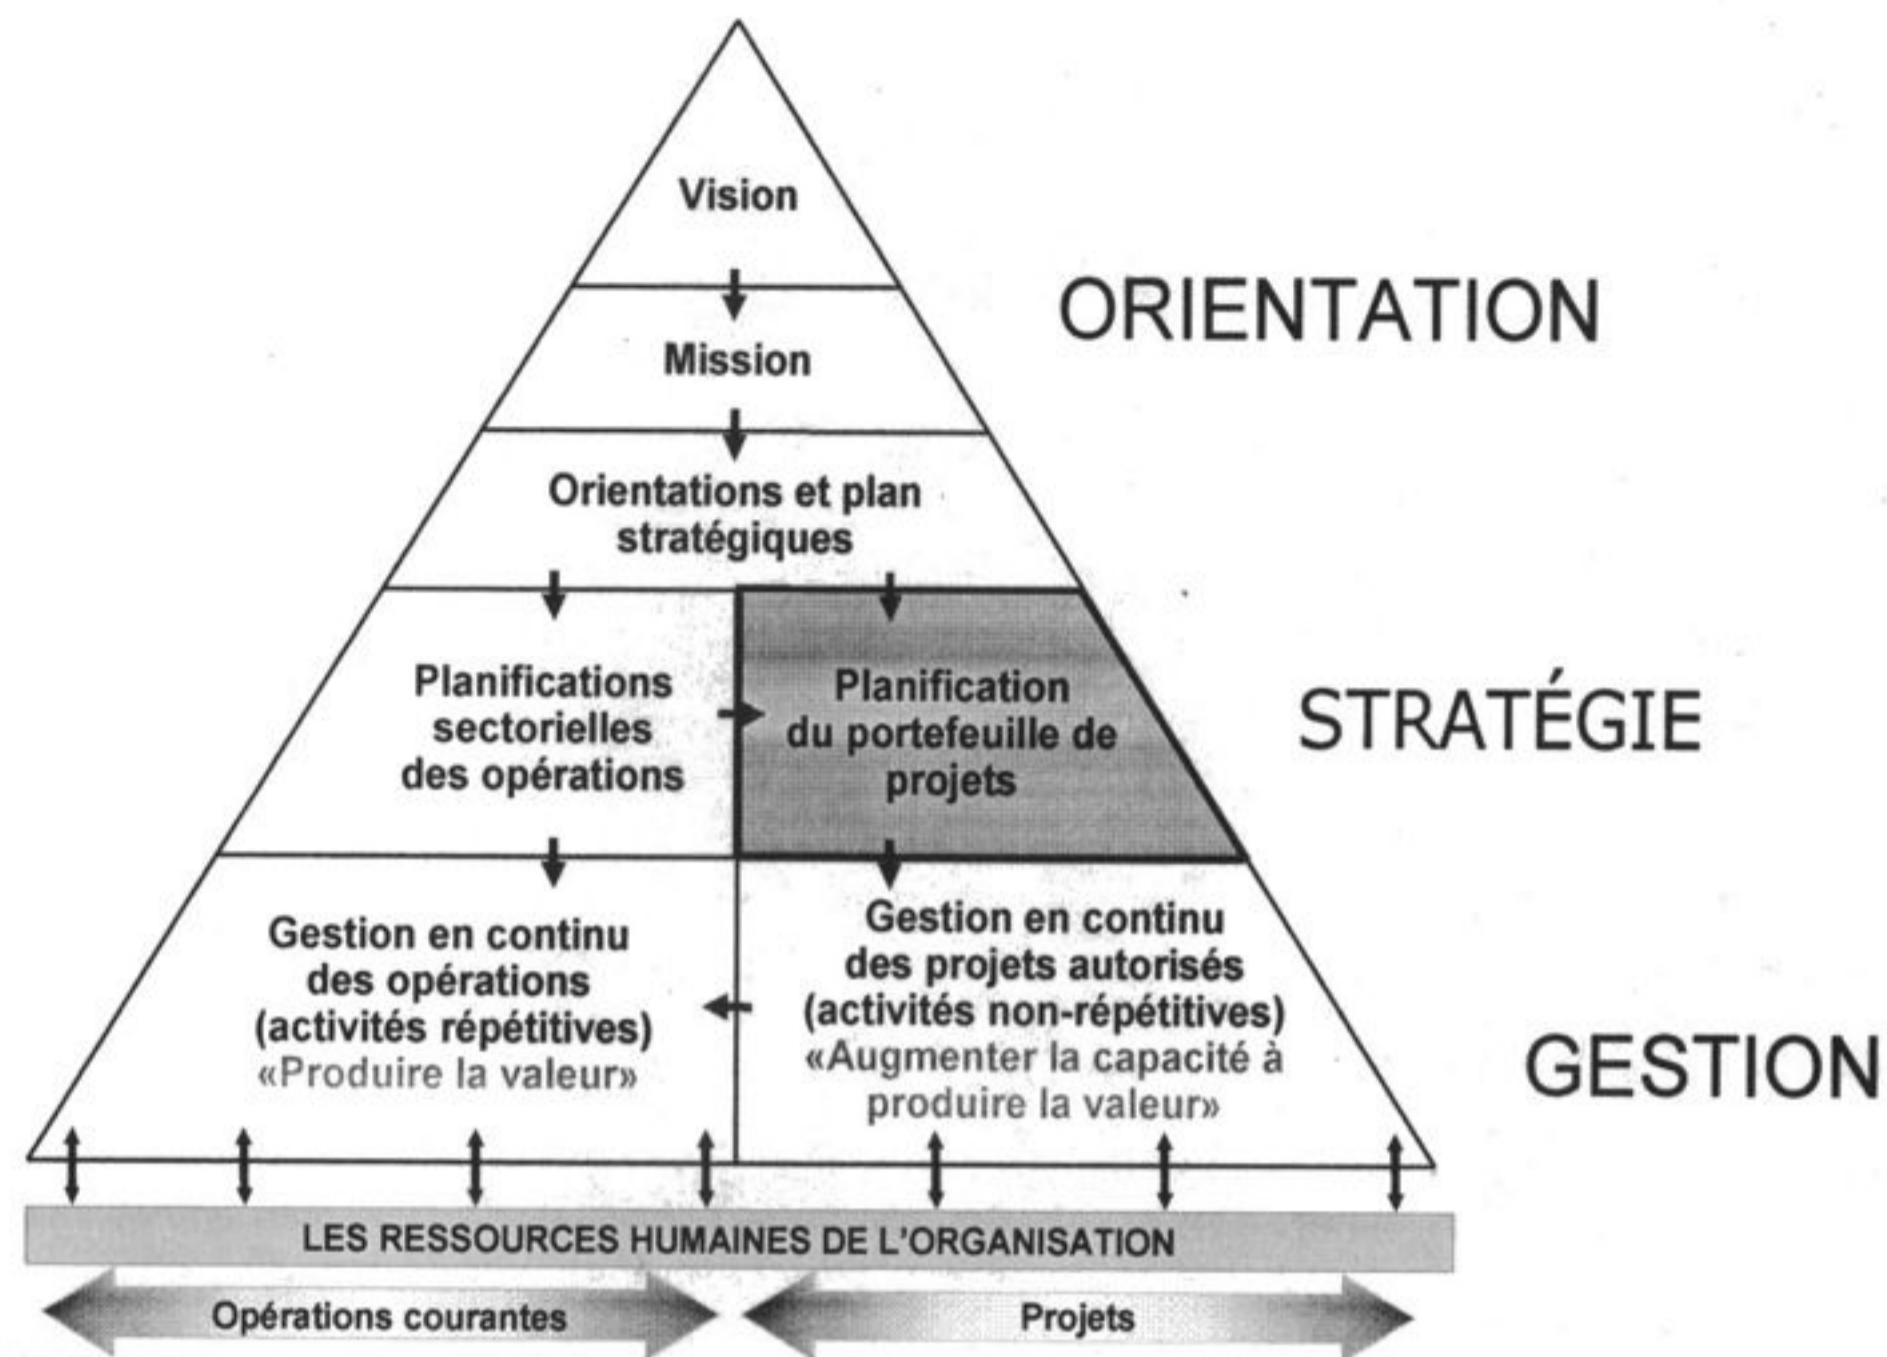 Vision
ORIENTATION
Mission
Orientations et plan
stratégiques
Planifications
sectorielles
des opérations
Planification
du portefeuille de
projets
STRATÉGIE
Gestion en continu
des opérations
(activités répétitives)
«Produire la valeur»
Gestion en continu
des projets autorisés
(activités non-répétitives)
«Augmenter la capacité à
produire la valeur»
GESTION
LES RESSOURCES HUMAINES DE L'ORGANISATION
Opérations courantes
Projets